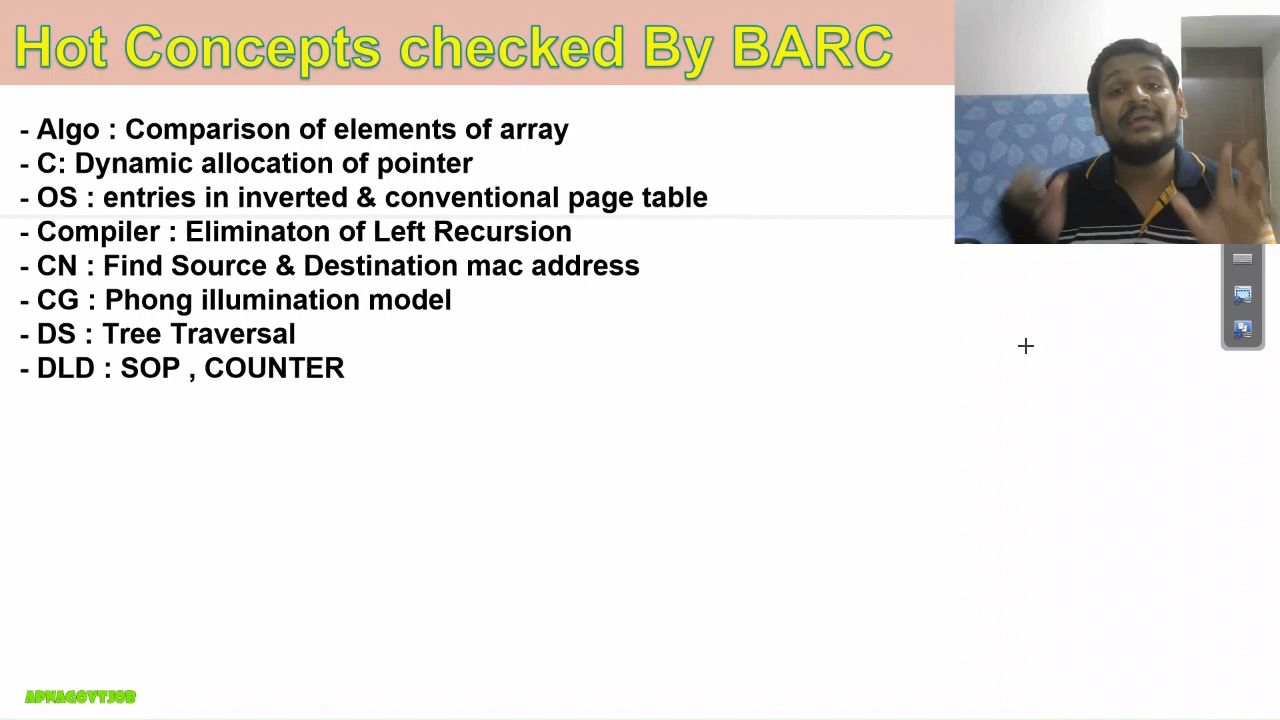 Hot Concepts checked By BARC
- Algo : Comparison of elements of array
- C: Dynamic allocation of pointer
- OS : entries in inverted & conventional page table
- Compiler : Eliminaton of Left Recursion
- CN : Find Source & Destination mac address
- CG : Phong illumination model
- DS : Tree Traversal
- DLD : SOP , COUNTER
APNAGOVTJOB